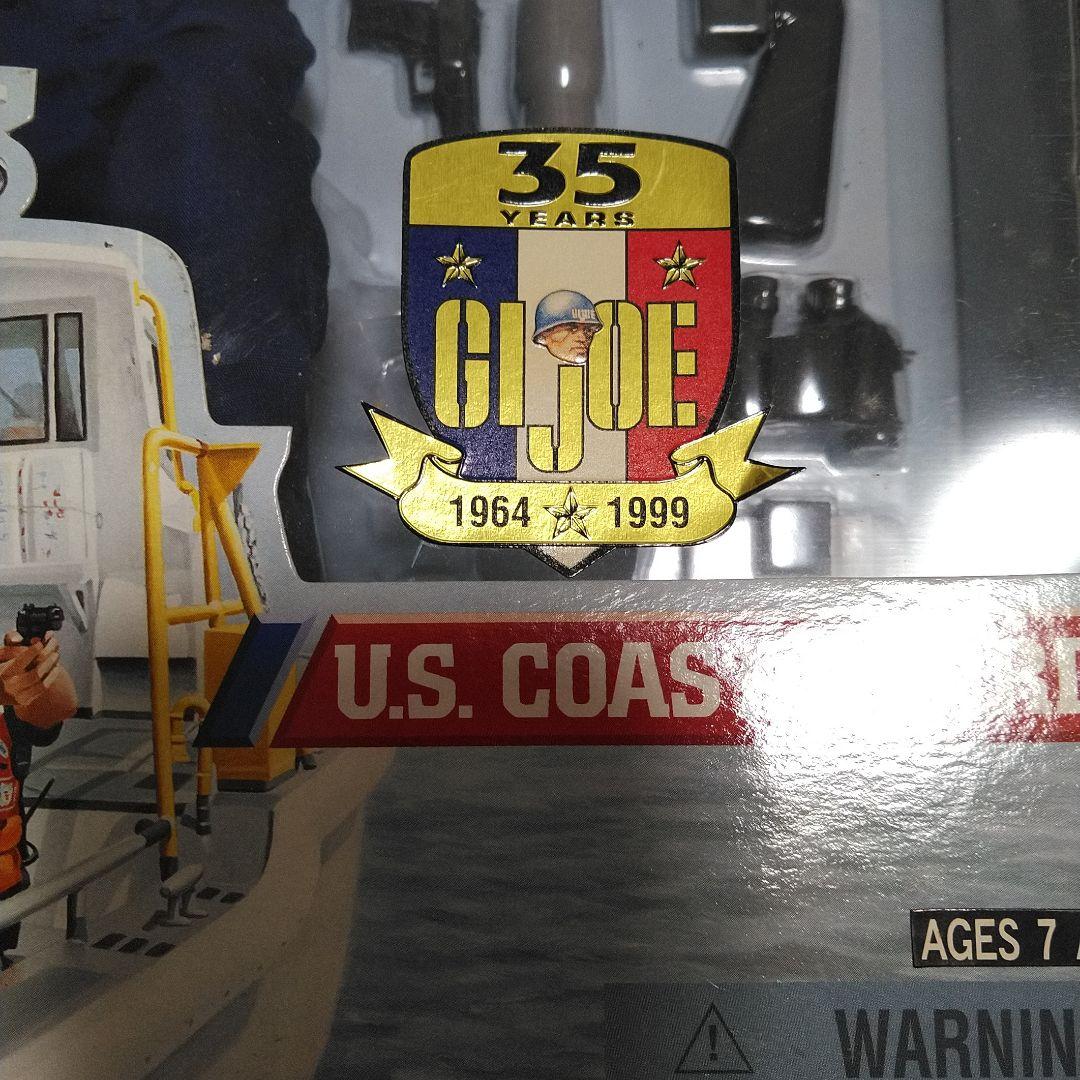 35
YEARS
GI JOE
1964 1999
U.S. COAS
AGES 7
WARNIN